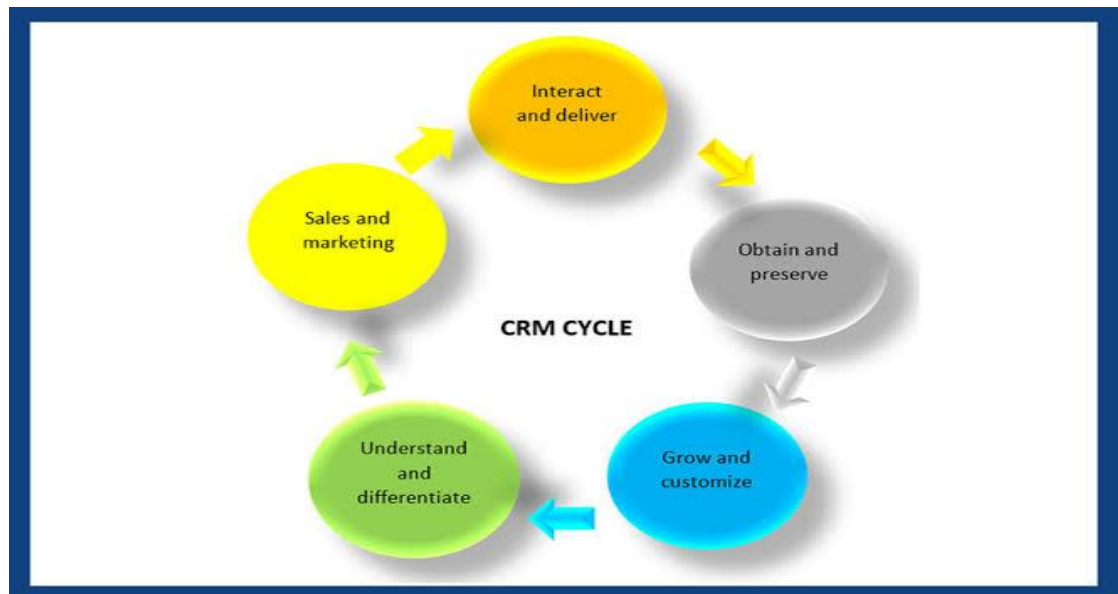 Interact
and deliver
Sales and
marketing
Obtain and
preserve
CRM CYCLE
Understand
and
differentiate
Grow and
customize